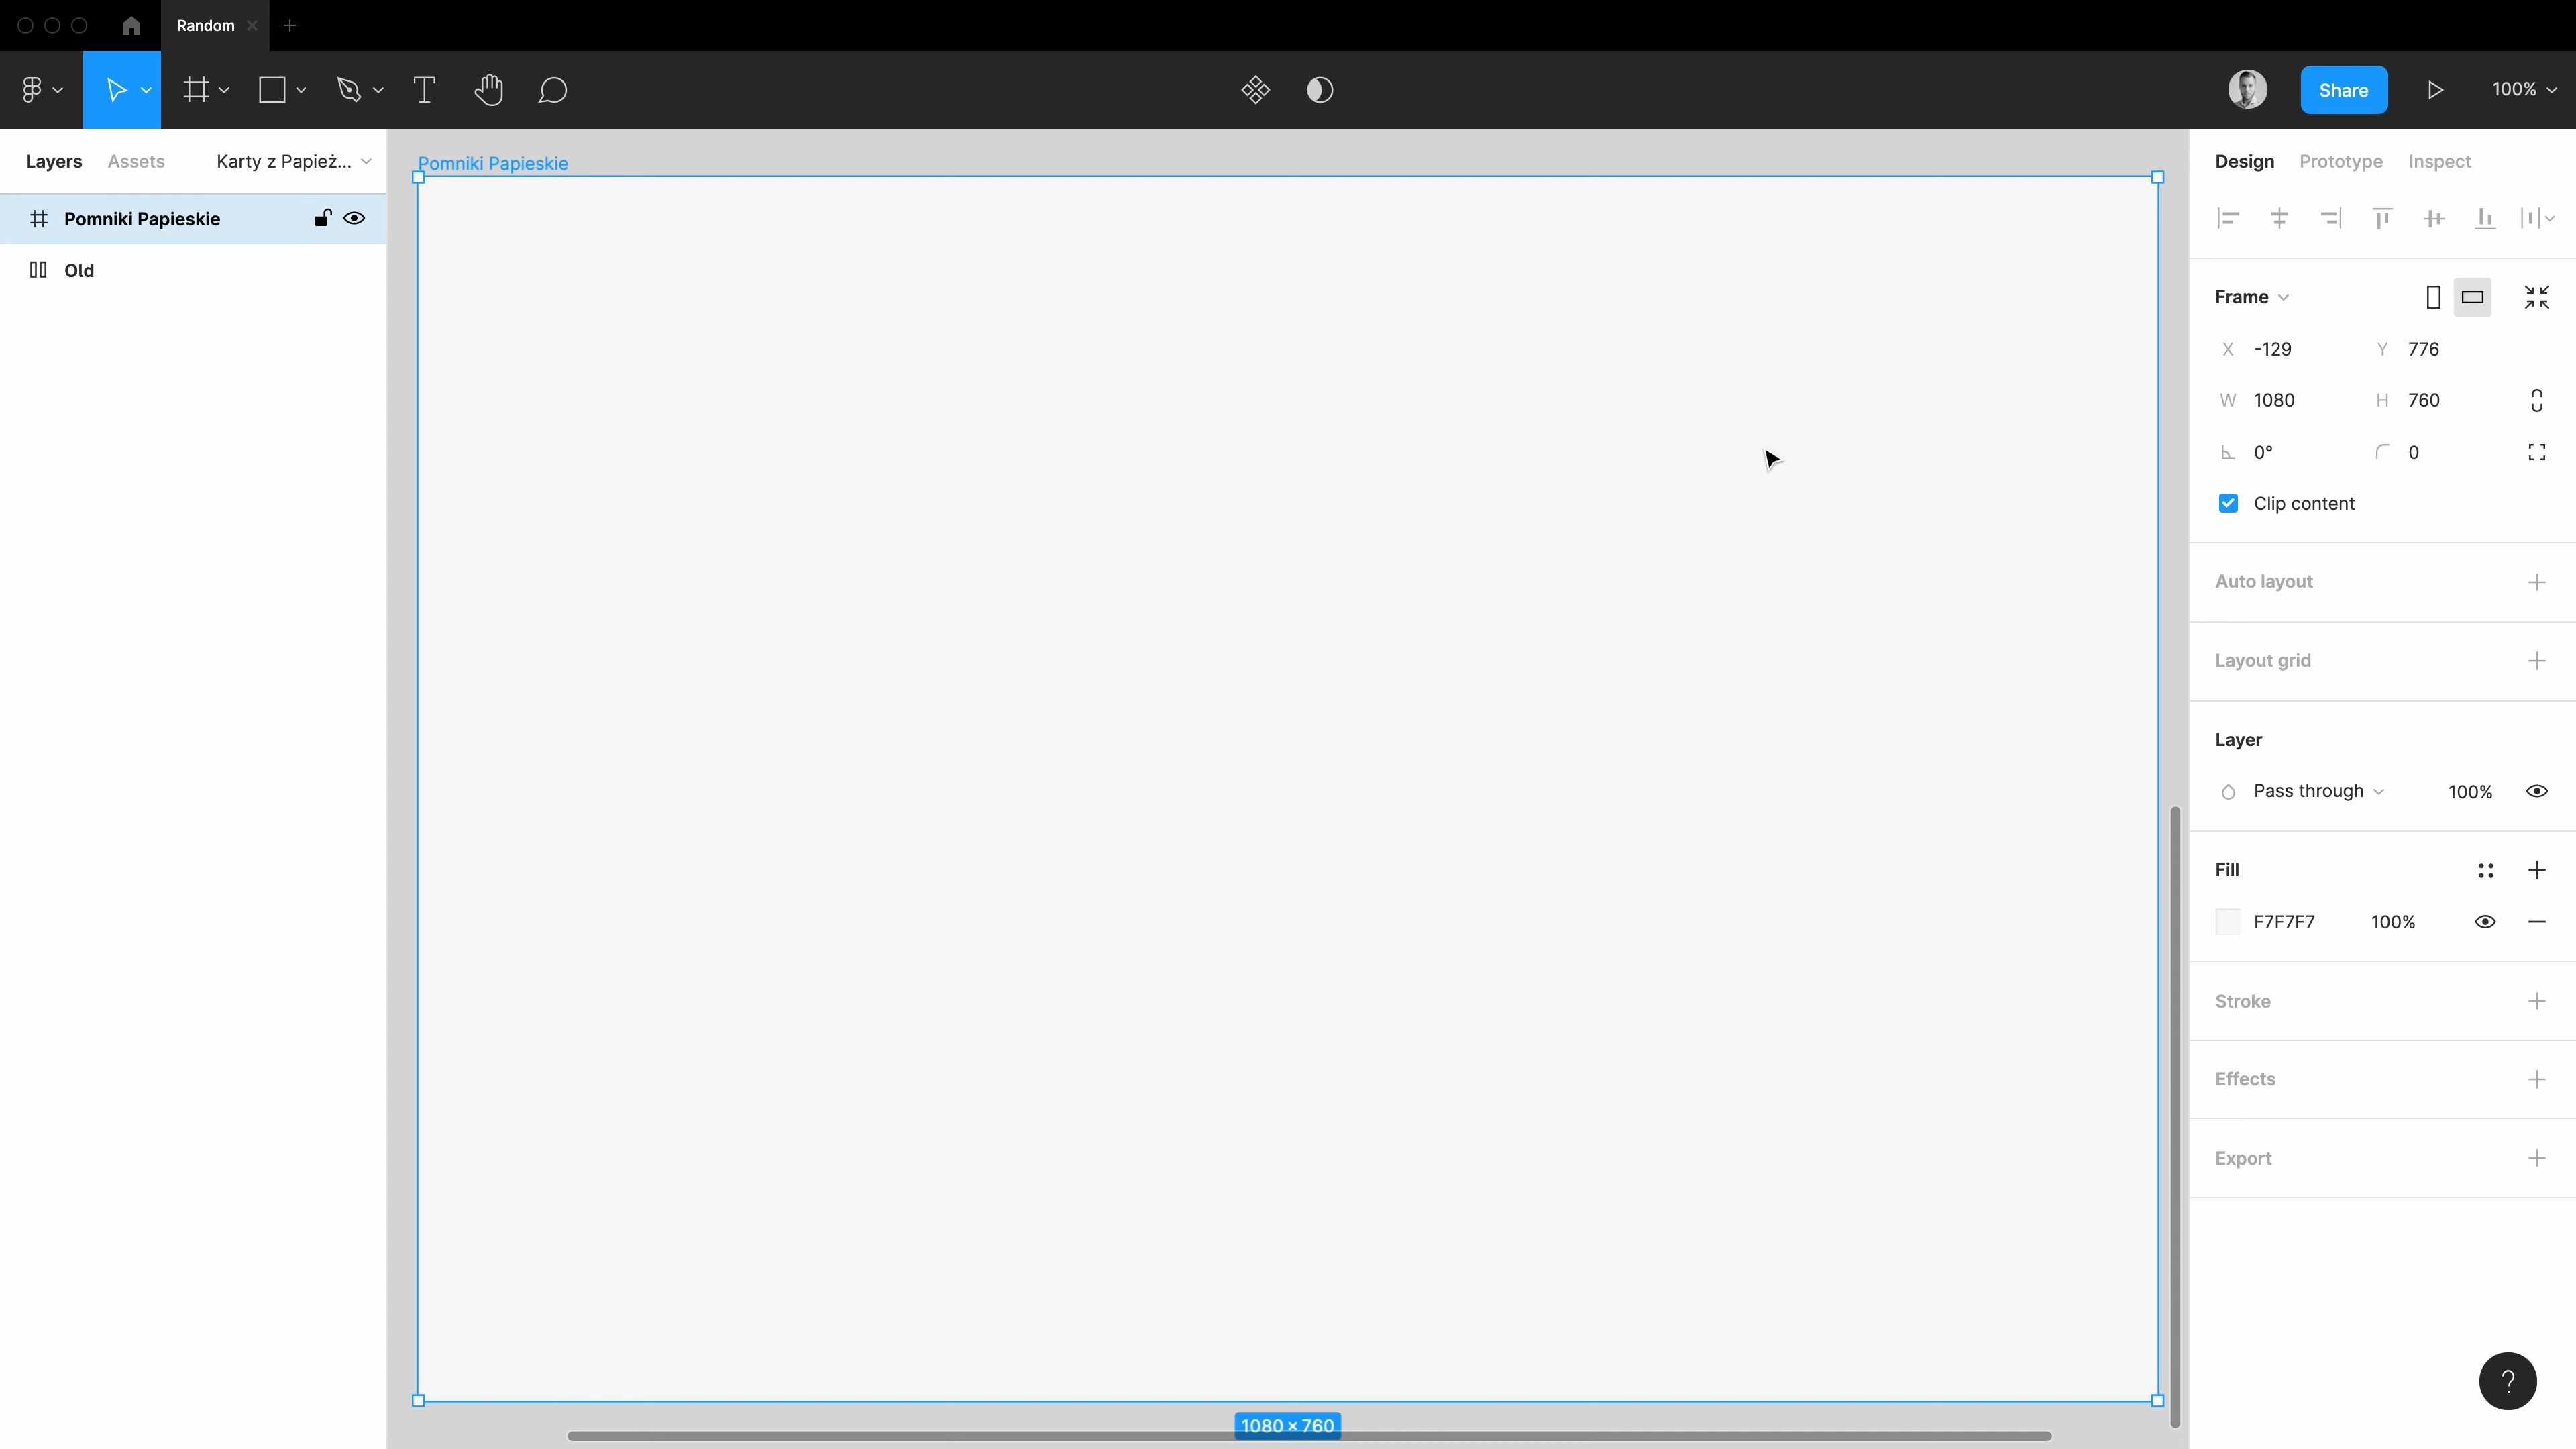 Random
Share
100%
Layers
Assets
Karty z Papież...
Pomniki Papieskie
Old
Pomniki Papieskie
1080 × 760
Design
Prototype
Inspect
Frame
X -129
Y 776
W 1080
H 760
0°
0
Clip content
Auto layout
Layout grid
Layer
Pass through
100%
Fill
F7F7F7
100%
Stroke
Effects
Export
?